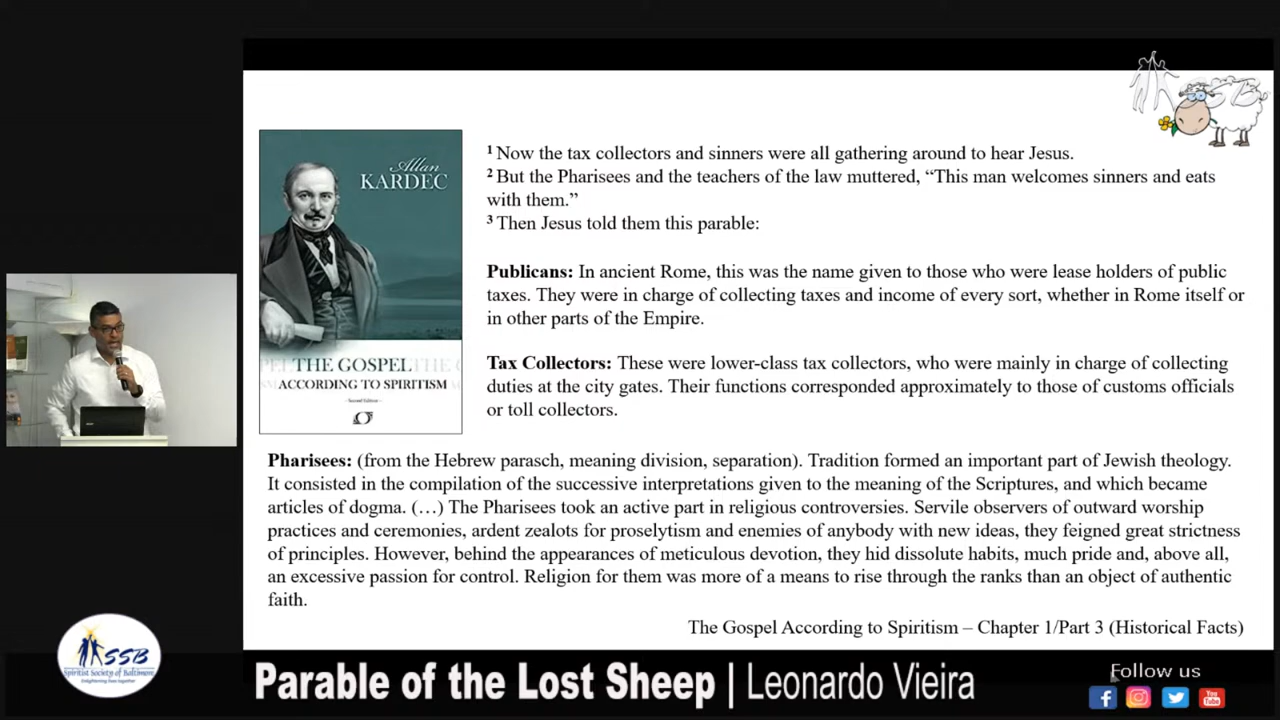 Allan
KARDEC
THE GOSPEL
ACCORDING TO SPIRITISM
- Second Edition -
¹ Now the tax collectors and sinners were all gathering around to hear Jesus.
² But the Pharisees and the teachers of the law muttered, “This man welcomes sinners and eats
with them.”
³ Then Jesus told them this parable:
Publicans: In ancient Rome, this was the name given to those who were lease holders of public
taxes. They were in charge of collecting taxes and income of every sort, whether in Rome itself or
in other parts of the Empire.
Tax Collectors: These were lower-class tax collectors, who were mainly in charge of collecting
duties at the city gates. Their functions corresponded approximately to those of customs officials
or toll collectors.
Pharisees: (from the Hebrew parasch, meaning division, separation). Tradition formed an important part of Jewish theology.
It consisted in the compilation of the successive interpretations given to the meaning of the Scriptures, and which became
articles of dogma. (…) The Pharisees took an active part in religious controversies. Servile observers of outward worship
practices and ceremonies, ardent zealots for proselytism and enemies of anybody with new ideas, they feigned great strictness
of principles. However, behind the appearances of meticulous devotion, they hid dissolute habits, much pride and, above all,
an excessive passion for control. Religion for them was more of a means to rise through the ranks than an object of authentic
faith.
The Gospel According to Spiritism – Chapter 1/Part 3 (Historical Facts)
SSB
Spiritist Society of Baltimore
Enlightening lives together
Parable of the Lost Sheep | Leonardo Vieira
Follow us
You
Tube